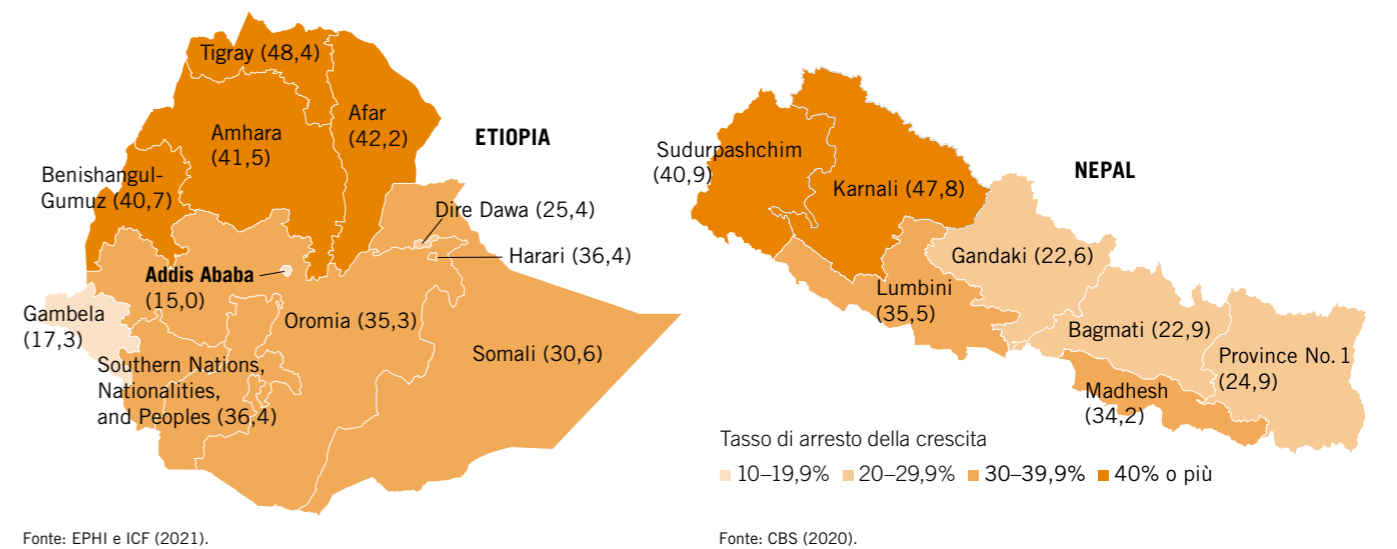 Tigray (48,4)
Afar
(42,2)
Amhara
(41,5)
ETIOPIA
Benishangul-
Gumuz (40,7)
Dire Dawa (25,4)
Harari (36,4)
Addis Ababa
(15,0)
Gambela
(17,3)
Oromia (35,3)
Somali (30,6)
Southern Nations,
Nationalities,
and Peoples (36,4)
Fonte: EPHI e ICF (2021).
Sudurpashchim
(40,9)
Karnali (47,8)
NEPAL
Gandaki (22,6)
Lumbini
(35,5)
Bagmati (22,9)
Province No. 1
(24,9)
Madhesh
(34,2)
Tasso di arresto della crescita
10–19,9% 20–29,9% 30–39,9% 40% o più
Fonte: CBS (2020).